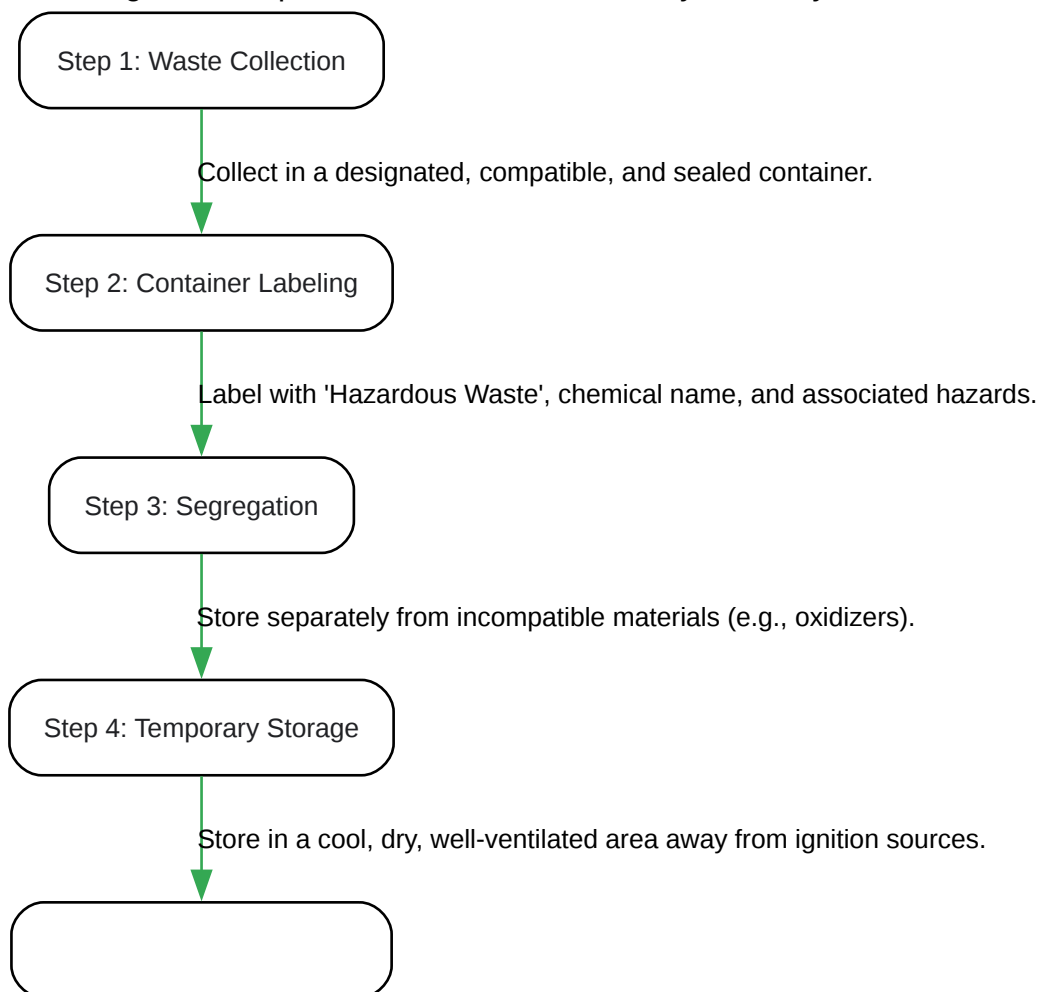 Step 1: Waste Collection
Collect in a designated, compatible, and sealed container.
Step 2: Container Labeling
Label with 'Hazardous Waste', chemical name, and associated hazards.
Step 3: Segregation
Store separately from incompatible materials (e.g., oxidizers).
Step 4: Temporary Storage
Store in a cool, dry, well-ventilated area away from ignition sources.